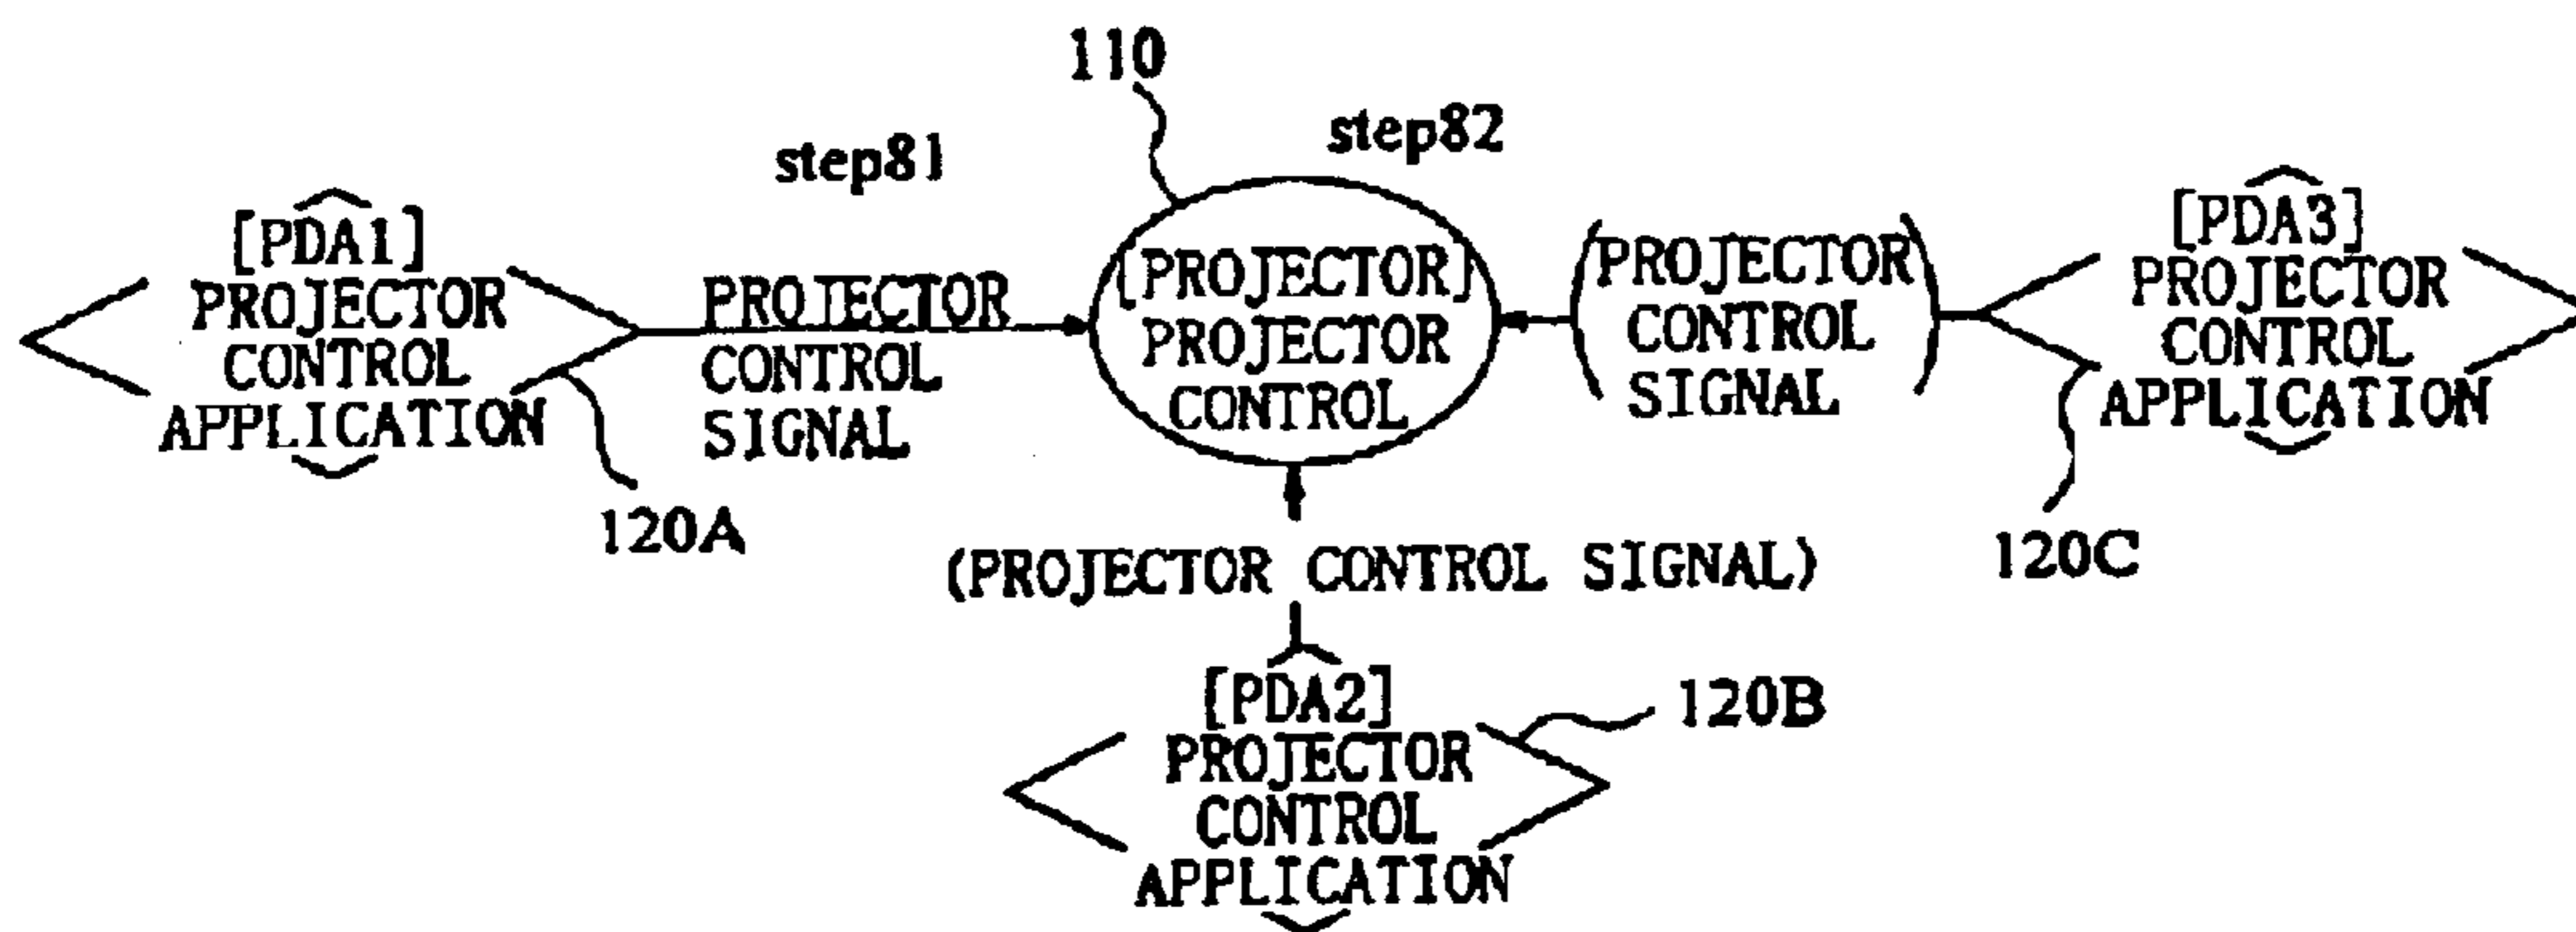 110
step81
step82
[PDA1]
PROJECTOR
CONTROL
APPLICATION
120A
PROJECTOR
CONTROL
SIGNAL
[PROJECTOR]
PROJECTOR
CONTROL
(PROJECTOR
CONTROL
SIGNAL)
[PDA3]
PROJECTOR
CONTROL
APPLICATION
120C
(PROJECTOR CONTROL SIGNAL)
[PDA2]
PROJECTOR
CONTROL
APPLICATION
120B